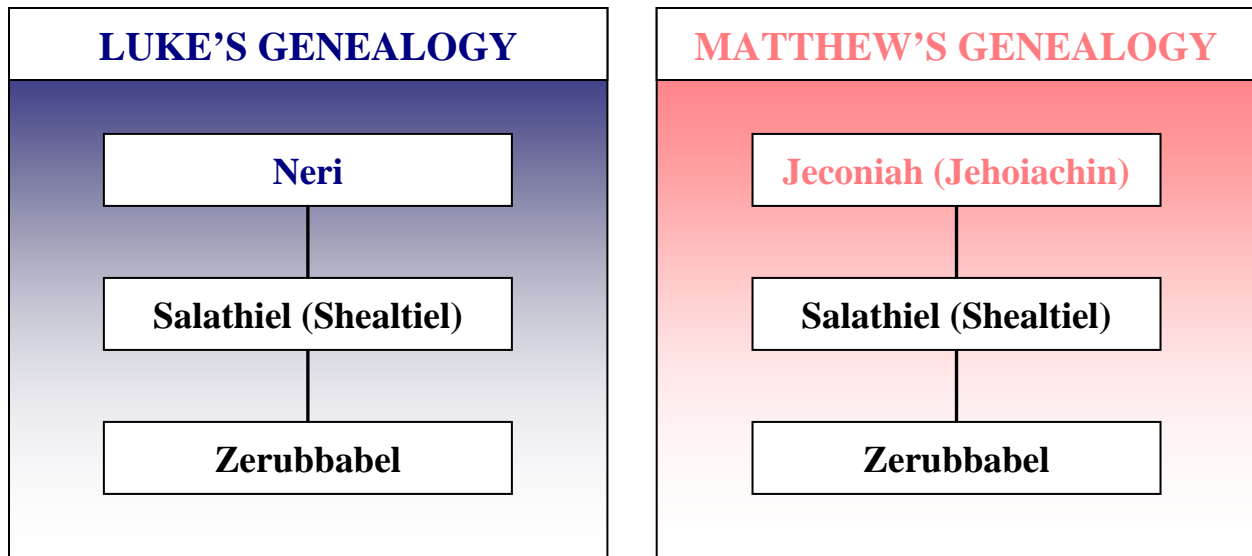 LUKE’S GENEALOGY
Neri
Salathiel (Shealtiel)
Zerubbabel
MATTHEW’S GENEALOGY
Jeconiah (Jehoiachin)
Salathiel (Shealtiel)
Zerubbabel